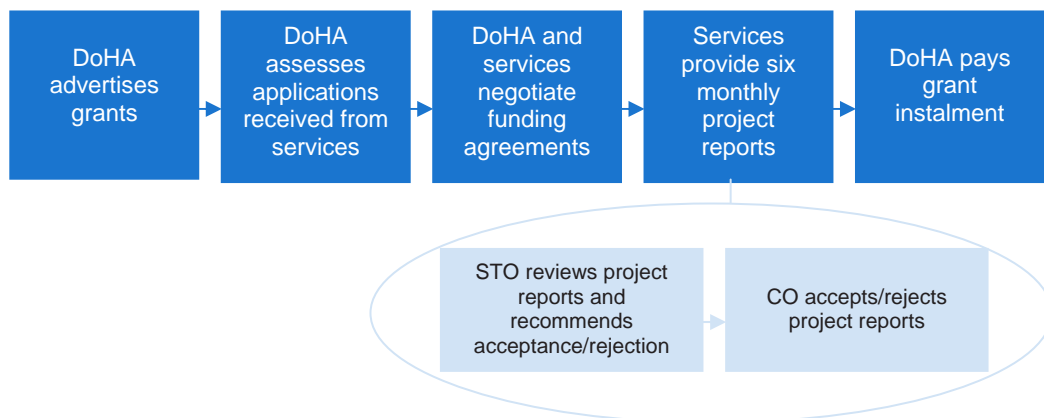 DoHA
advertises
grants
DoHA
assesses
applications
received from
services
DoHA and
services
negotiate
funding
agreements
Services
provide six
monthly
project
reports
DoHA pays
grant
instalment
STO reviews project
reports and
recommends
acceptance/rejection
CO accepts/rejects
project reports